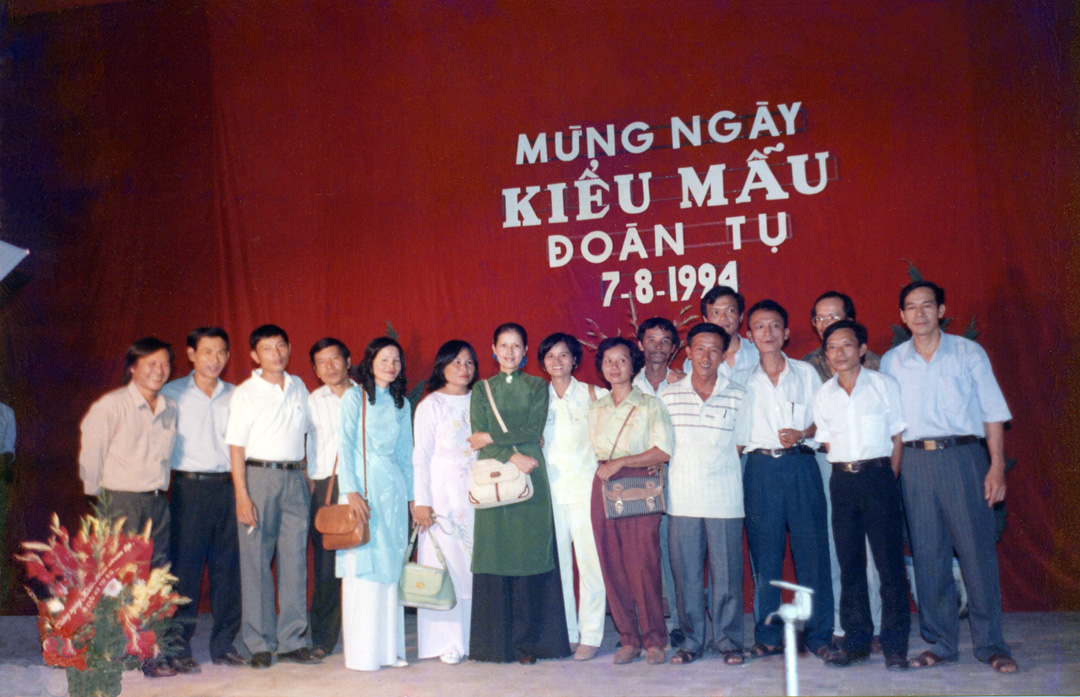 MỪNG NGÀY
KIỂU MẪU
ĐOÀN TỤ
7-8-1994